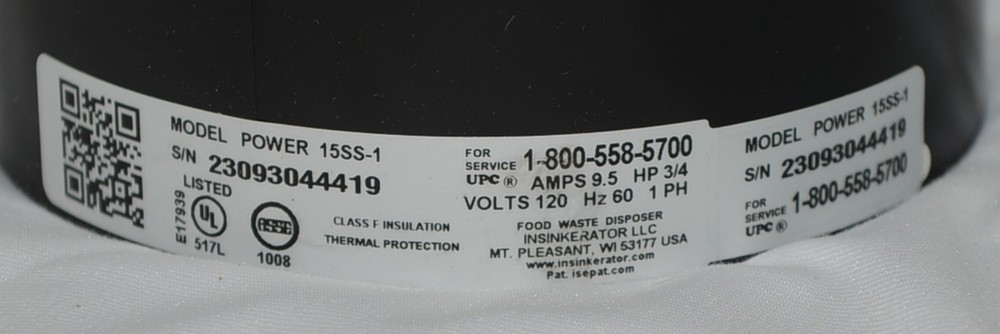 MODEL POWER 15SS-1
S/N 23093044419
LISTED
E17939
UL
517L
ASSE
1008
CLASS F INSULATION
THERMAL PROTECTION
FOR
SERVICE 1-800-558-5700
UPC ® AMPS 9.5 HP 3/4
VOLTS 120 Hz 60 1 PH
FOOD WASTE DISPOSER
INSINKERATOR LLC
MT. PLEASANT, WI 53177 USA
www.insinkerator.com
Pat. isepat.com
MODEL POWER 15SS-1
S/N 23093044419
FOR
SERVICE 1-800-558-5700
UPC ®